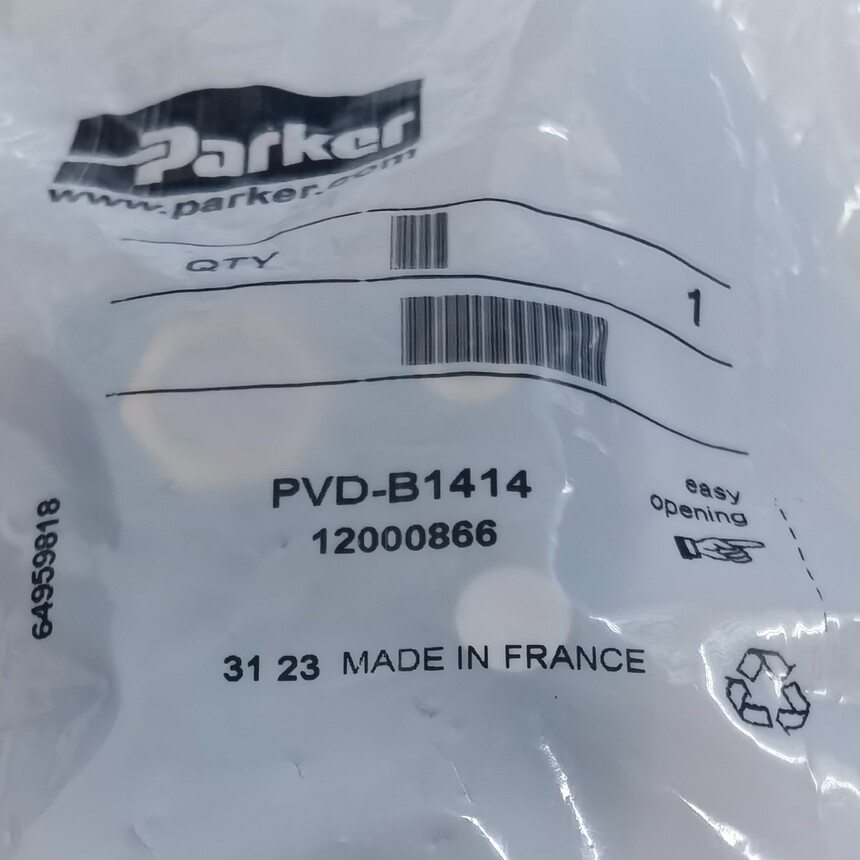 Parker
www.parker.com
QTY
1
PVD-B1414
12000866
easy
opening
64959818
31 23 MADE IN FRANCE